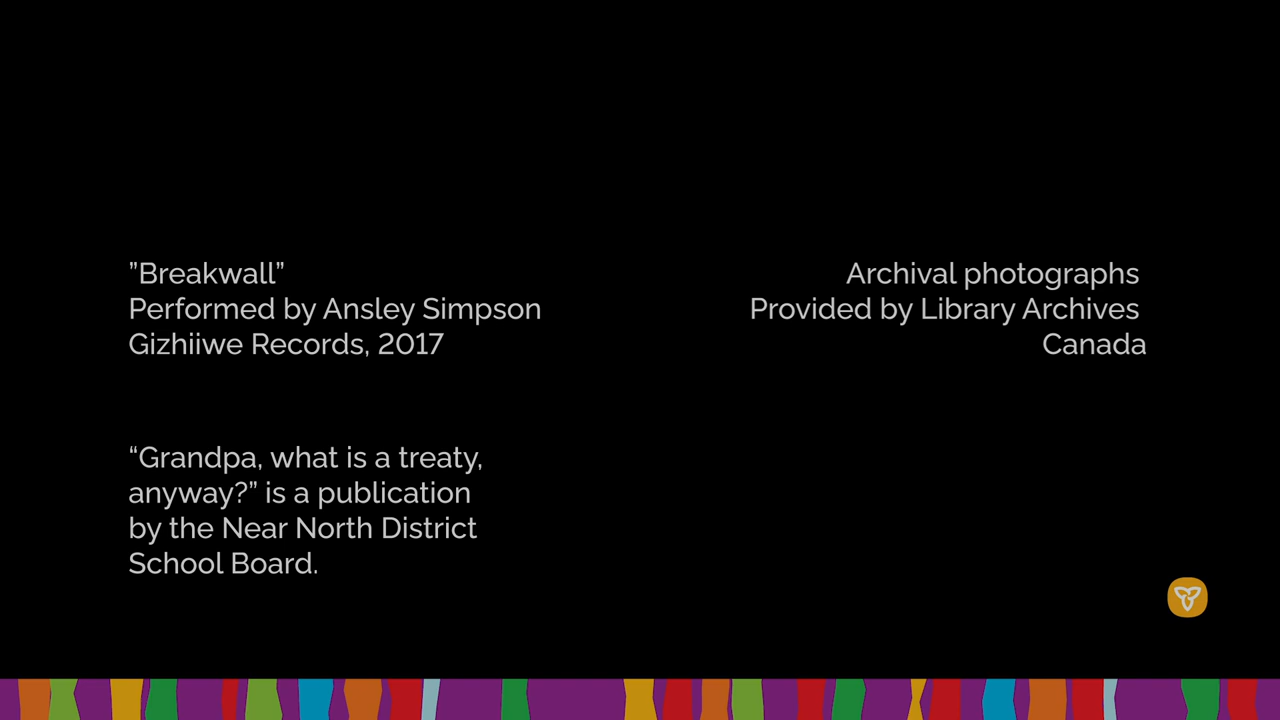 ”Breakwall”
Performed by Ansley Simpson
Gizhiiwe Records, 2017
Archival photographs
Provided by Library Archives
Canada
“Grandpa, what is a treaty,
anyway?” is a publication
by the Near North District
School Board.